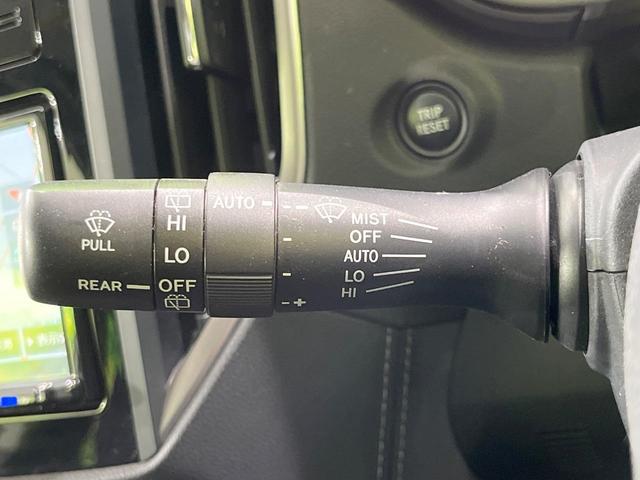 TRIP
RESET
PULL
REAR
HI
LO
OFF
AUTO
- +
MIST
OFF
AUTO
LO
HI